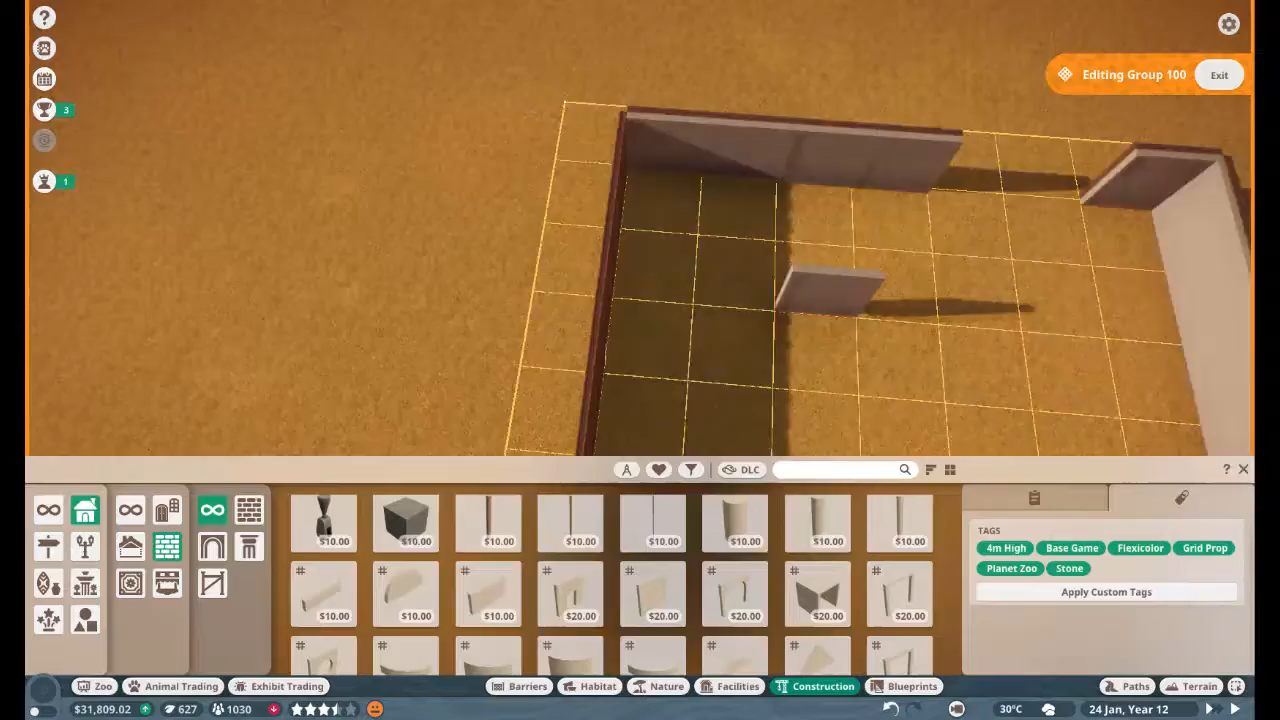 ?
3
1
Editing Group 100
Exit
DLC
?
$10.00
$10.00
$10.00
$10.00
$10.00
$10.00
$10.00
$10.00
$10.00
$10.00
$10.00
$20.00
$20.00
$20.00
$20.00
$20.00
TAGS
4m High
Base Game
Flexicolor
Grid Prop
Planet Zoo
Stone
Apply Custom Tags
Zoo
Animal Trading
Exhibit Trading
Barriers
Habitat
Nature
Facilities
Construction
Blueprints
Paths
Terrain
$31,809.02
627
1030
30°C
24 Jan, Year 12